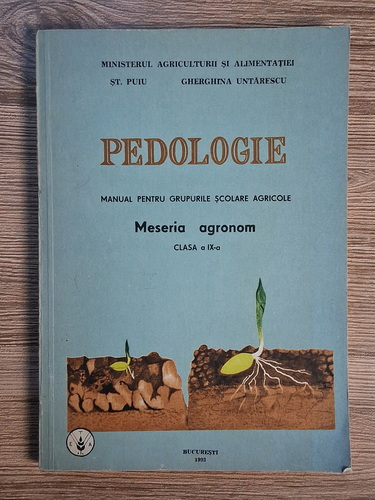 MINISTERUL AGRICULTURII ȘI ALIMENTAȚIEI
ȘT. PUIU GHERGHINA UNTĂRESCU
PEDOLOGIE
MANUAL PENTRU GRUPURILE ȘCOLARE AGRICOLE
Meseria agronom
CLASA a IX-a
BUCUREȘTI
1993